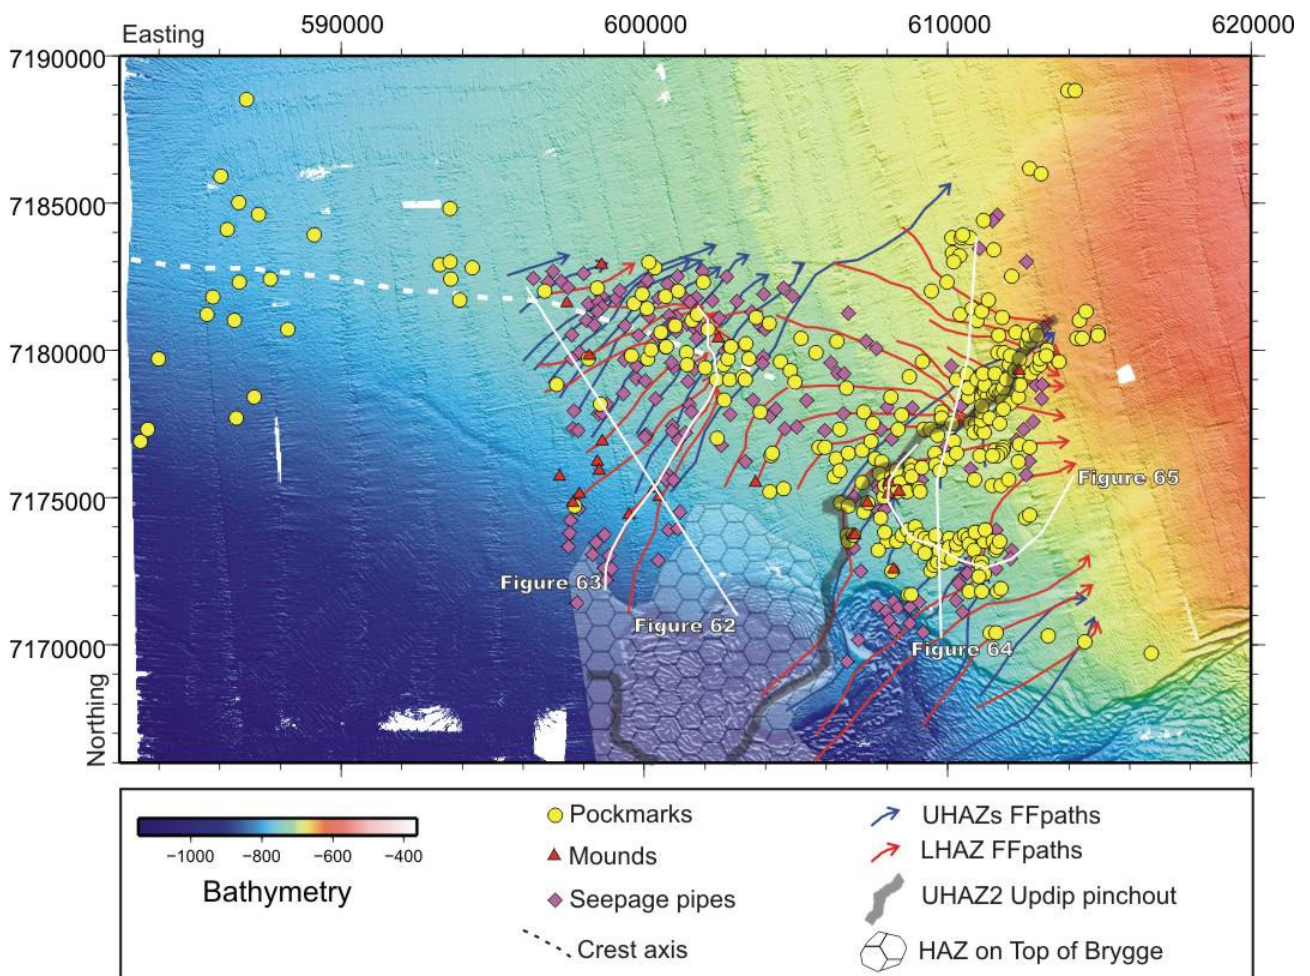 Easting
590000 600000 610000 620000
7190000
7185000
7180000
7175000
7170000
Northing
Figure 65
Figure 63
Figure 62
Figure 64
−1000 −800 −600 −400
Bathymetry
Pockmarks
Mounds
Seepage pipes
Crest axis
UHAZs FFpaths
LHAZ FFpaths
UHAZ2 Updip pinchout
HAZ on Top of Brygge